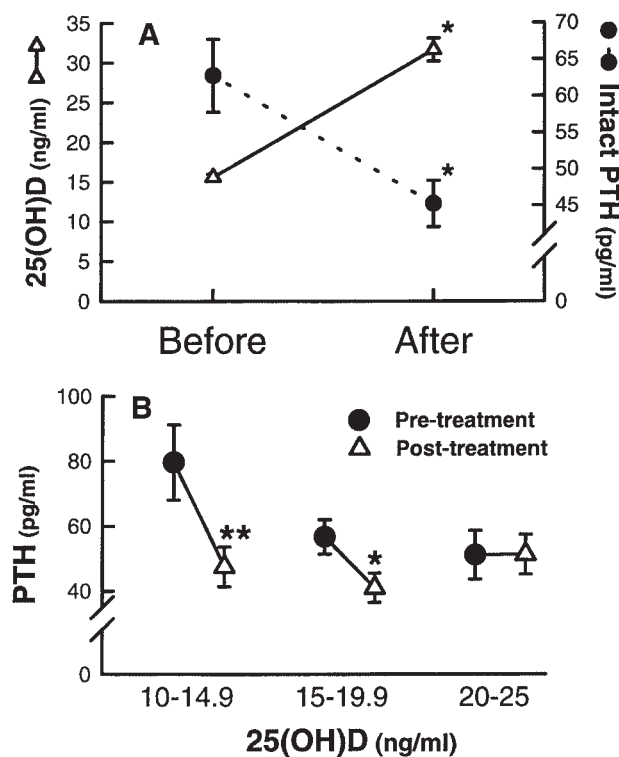 A
25(OH)D (ng/ml)
35
30
25
20
15
10
5
0
*
*
70
65
60
55
50
45
0
Intact PTH (pg/ml)
Before After
B
PTH (pg/ml)
100
80
60
40
0
Pre-treatment
Post-treatment
**
*
10-14.9 15-19.9 20-25
25(OH)D (ng/ml)